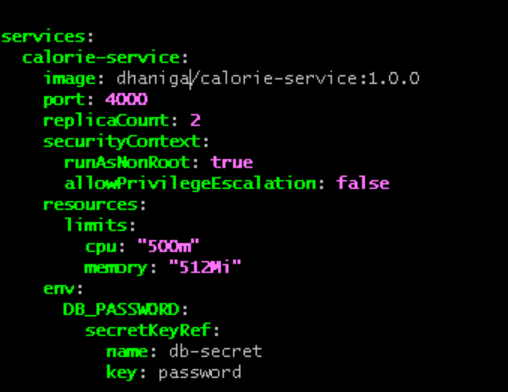 services:
  calorie-service:
    image: dhaniga/calorie-service:1.0.0
    port: 4000
    replicaCount: 2
    securityContext:
      runAsNonRoot: true
      allowPrivilegeEscalation: false
    resources:
      limits:
        cpu: "500m"
        memory: "512Mi"
    env:
      DB_PASSWORD:
        secretKeyRef:
          name: db-secret
          key: password